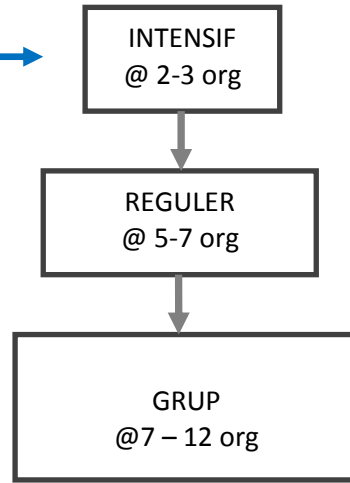 INTENSIF
@ 2-3 org
REGULER
@ 5-7 org
GRUP
@7 – 12 org